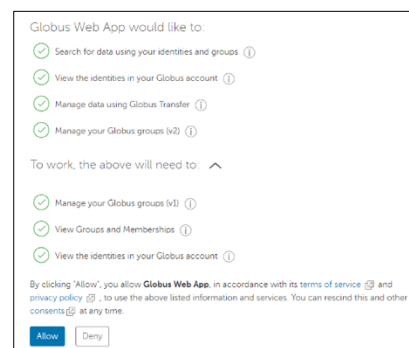 Globus Web App would like to:
Search for data using your identities and groups
View the identities in your Globus account
Manage data using Globus Transfer
Manage your Globus groups (v2)
To work, the above will need to:
Manage your Globus groups (v1)
View Groups and Memberships
View the identities in your Globus account
By clicking "Allow", you allow Globus Web App, in accordance with its terms of service and
privacy policy , to use the above listed information and services. You can rescind this and other
consents at any time.
Allow Deny